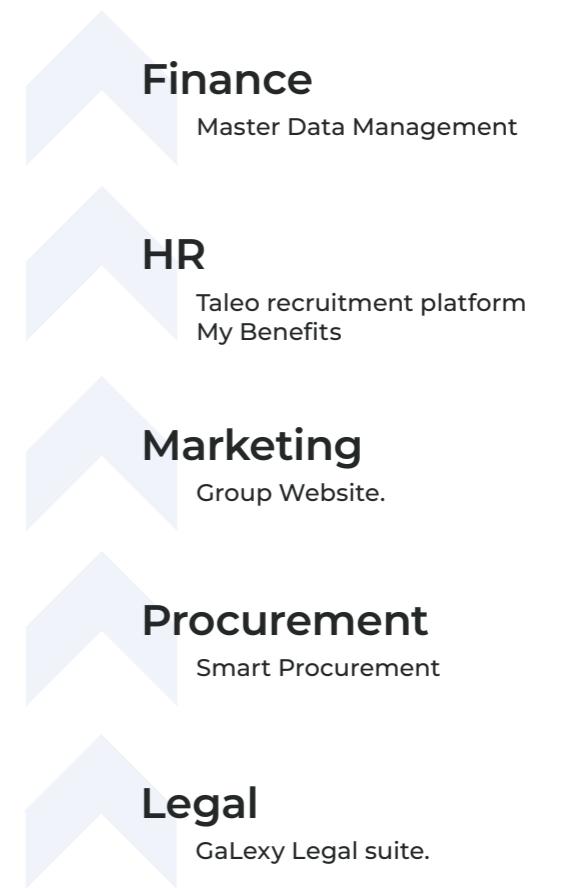 Finance
Master Data Management
HR
Taleo recruitment platform
My Benefits
Marketing
Group Website.
Procurement
Smart Procurement
Legal
GaLexy Legal suite.